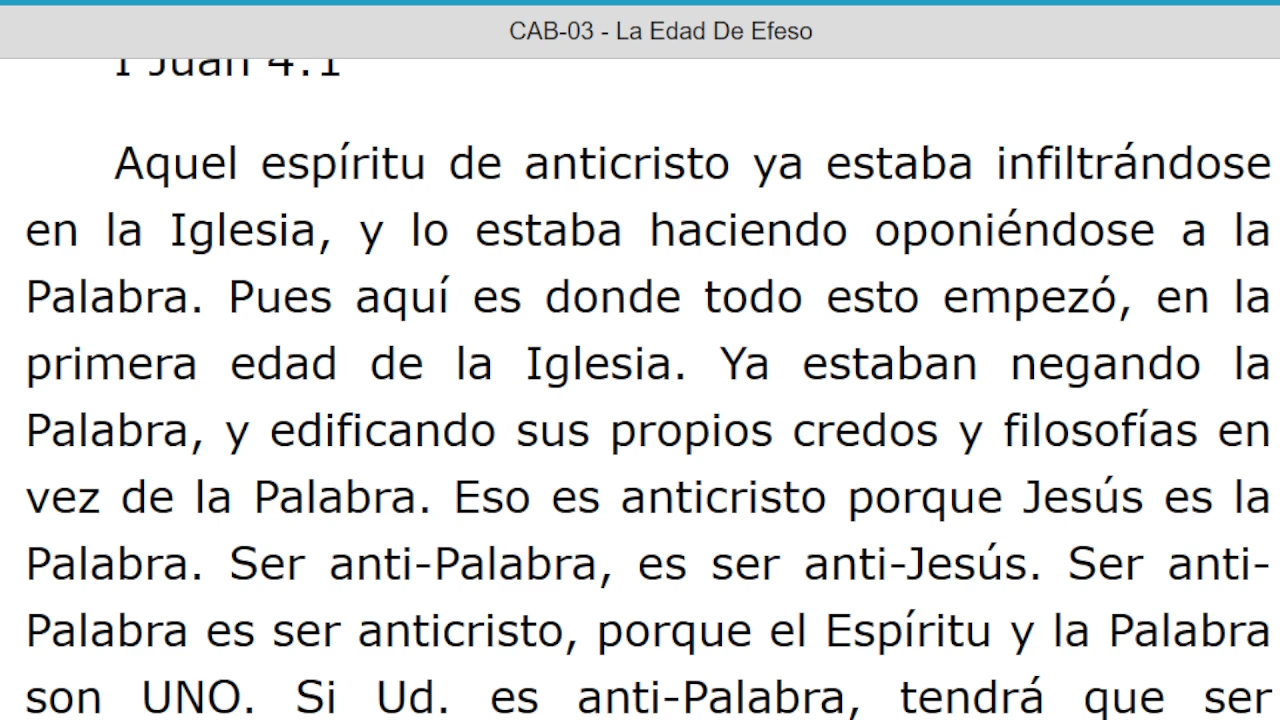 CAB-03 - La Edad De Efeso
I Juan 4.1
Aquel espíritu de anticristo ya estaba infiltrándose
en la Iglesia, y lo estaba haciendo oponiéndose a la
Palabra. Pues aquí es donde todo esto empezó, en la
primera edad de la Iglesia. Ya estaban negando la
Palabra, y edificando sus propios credos y filosofías en
vez de la Palabra. Eso es anticristo porque Jesús es la
Palabra. Ser anti-Palabra, es ser anti-Jesús. Ser anti-
Palabra es ser anticristo, porque el Espíritu y la Palabra
son UNO. Si Ud. es anti-Palabra, tendrá que ser